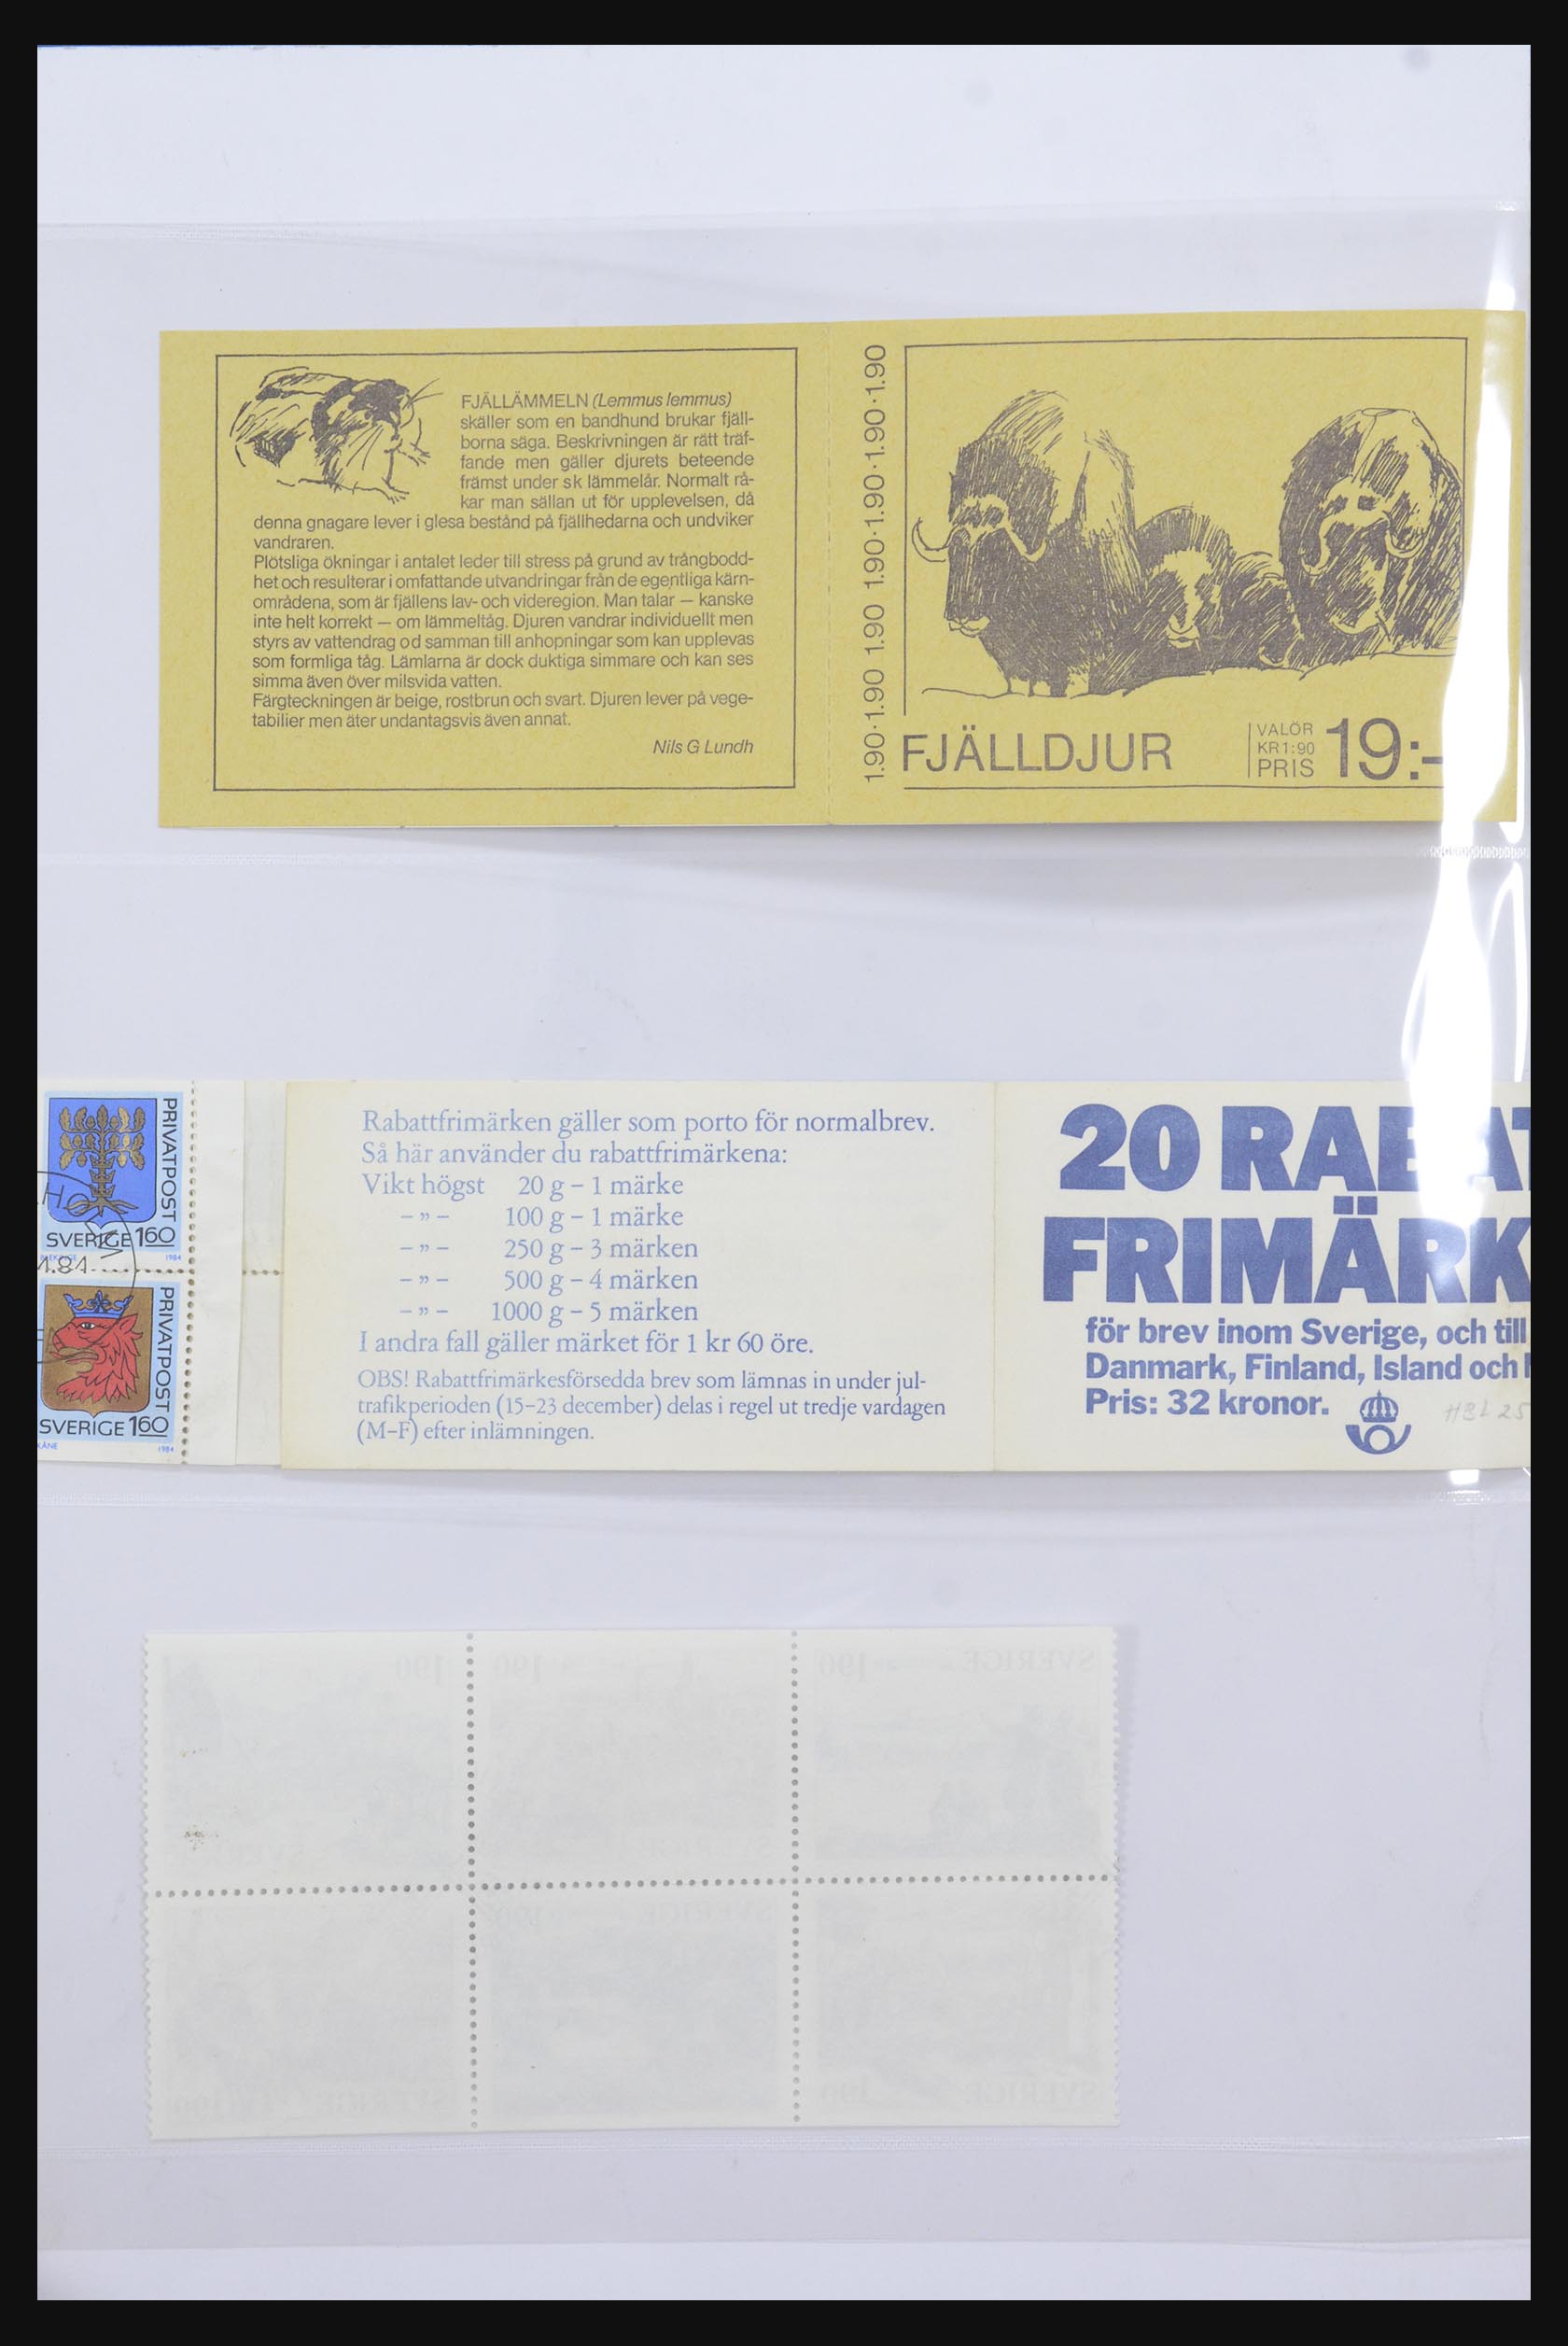 FJÄLLÄMMELN (Lemmus lemmus)
skäller som en bandhund brukar fjäll-
borna säga. Beskrivningen är rätt träf-
fande men gäller djurets beteende
främst under s k lämmelår. Normalt rå-
kar man sällan ut för upplevelsen, då
denna gnagare lever i glesa bestånd på fjällhedarna och undviker
vandraren.
Plötsliga ökningar i antalet leder till stress på grund av trångbodd-
het och resulterar i omfattande utvandringar från de egentliga kärn-
områdena, som är fjällens lav- och videregion. Man talar — kanske
inte helt korrekt — om lämmeltåg. Djuren vandrar individuellt men
styrs av vattendrag o d samman till anhopningar som kan upplevas
som formliga tåg. Lämlarna är dock duktiga simmare och kan ses
simma även över milsvida vatten.
Färgteckningen är beige, rostbrun och svart. Djuren lever på vege-
tabilier men äter undantagsvis även annat.
Nils G Lundh
1.90·1.90 1.90 1.90·1.90·1.90·1.90
FJÄLLDJUR
VALÖR
KR 1:90
PRIS
19:-
PRIVATPOST
SVERIGE 160
1984
1.84
PRIVATPOST
SVERIGE 160
1984
Rabattfrimärken gäller som porto för normalbrev.
Så här använder du rabattfrimärkena:
Vikt högst 20 g – 1 märke
– ” – 100 g – 1 märke
– ” – 250 g – 3 märken
– ” – 500 g – 4 märken
– ” – 1000 g – 5 märken
I andra fall gäller märket för 1 kr 60 öre.
OBS! Rabattfrimärkesförsedda brev som lämnas in under jul-
trafikperioden (15–23 december) delas i regel ut tredje vardagen
(M–F) efter inlämningen.
20 RABAT
FRIMÄRK
för brev inom Sverige, och till
Danmark, Finland, Island och
Pris: 32 kronor.
SVERIGE 190
190
190
SVERIGE
SVERIGE 190
SVERIGE